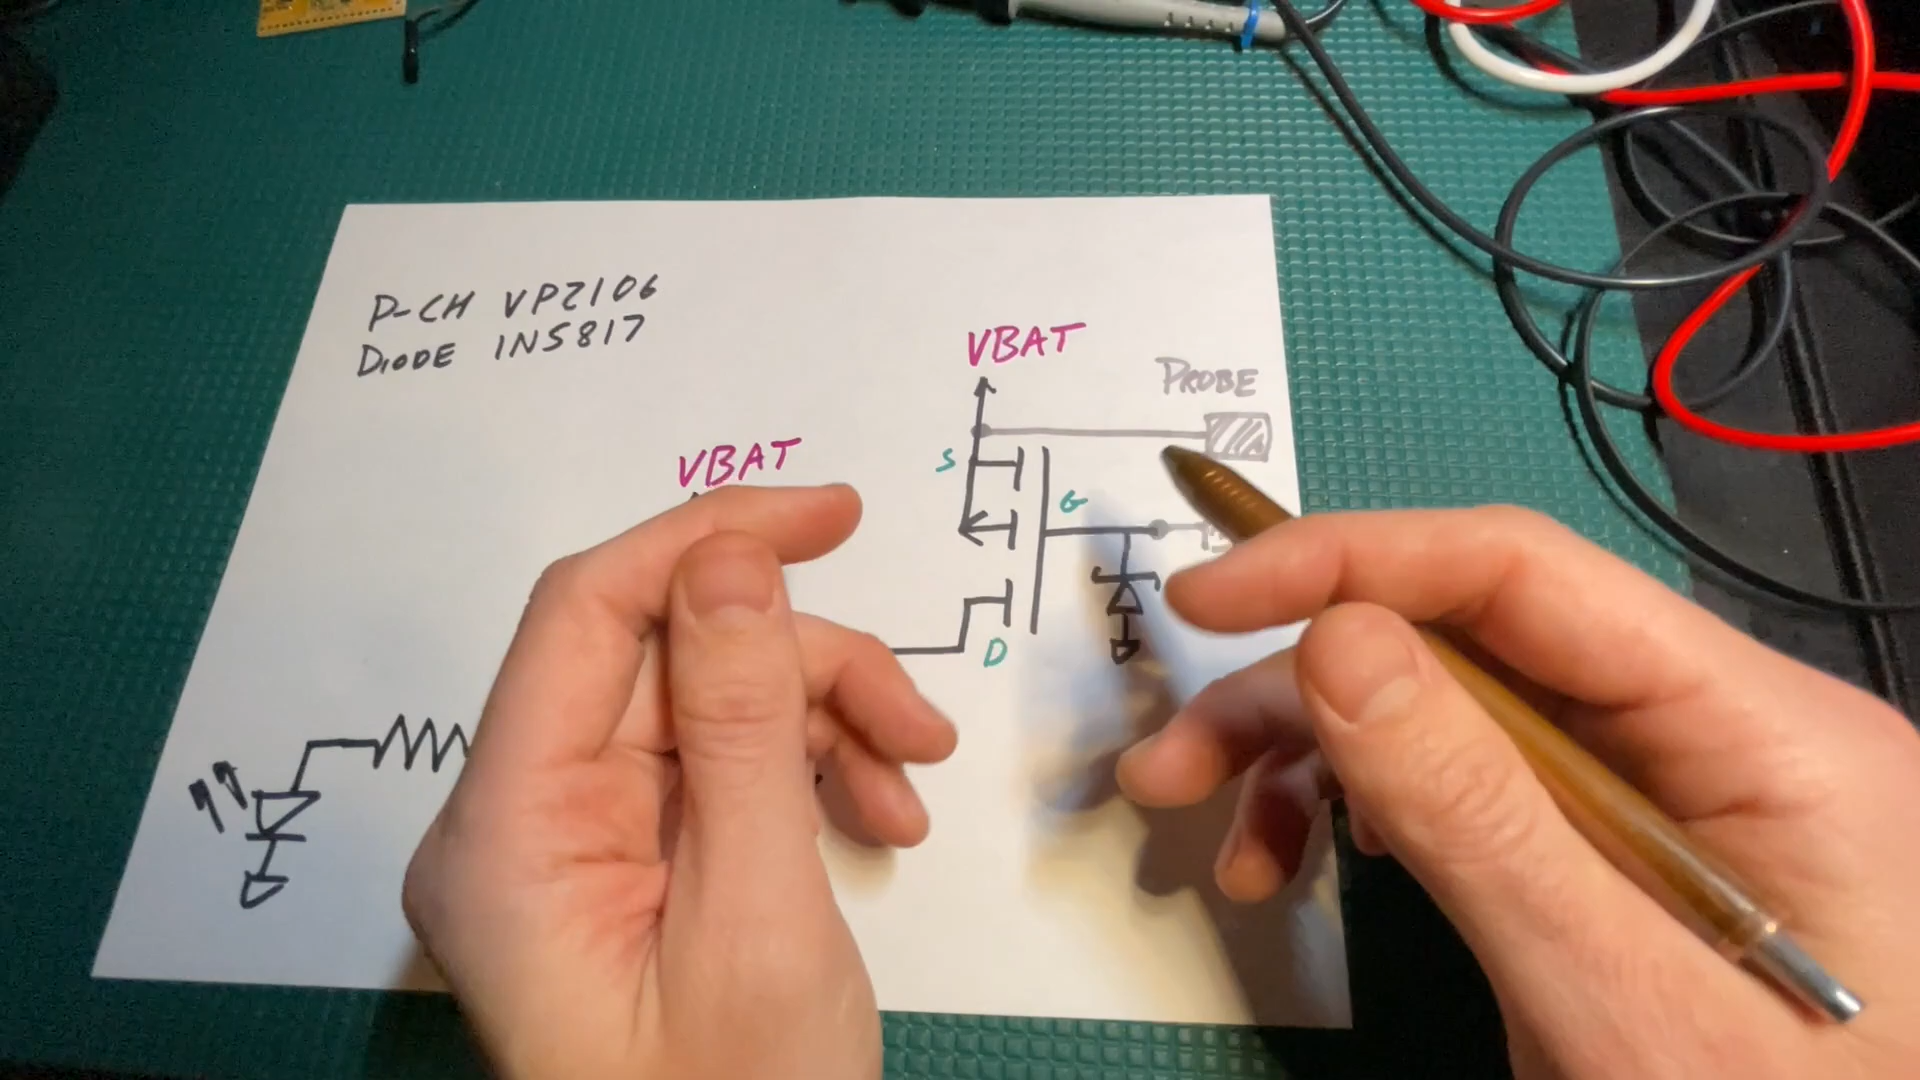 P-CH VP2106
DIODE 1N5817
VBAT
PROBE
VBAT
S
G
D